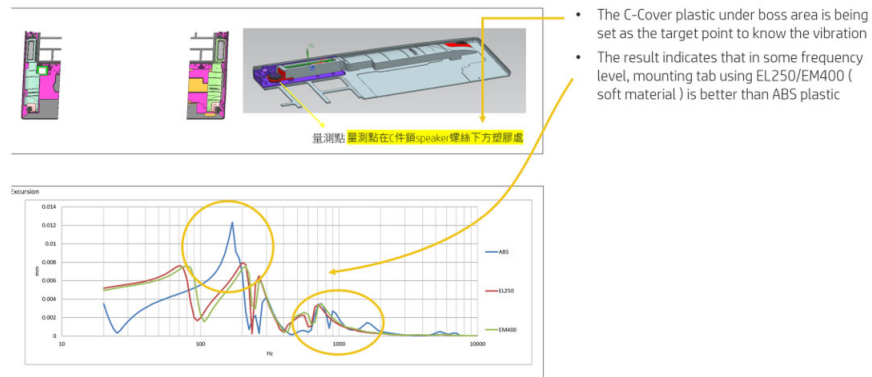 • The C-Cover plastic under boss area is being
set as the target point to know the vibration
• The result indicates that in some frequency
level, mounting tab using EL250/EM400 (
soft material ) is better than ABS plastic
量測點 量測點在C件鎖speaker螺絲下方塑膠處
Excursion
0.014
0.012
0.01
0.008
0.006
0.004
0.002
0
mm
10
100
1000
10000
Hz
ABS
EL250
EM400